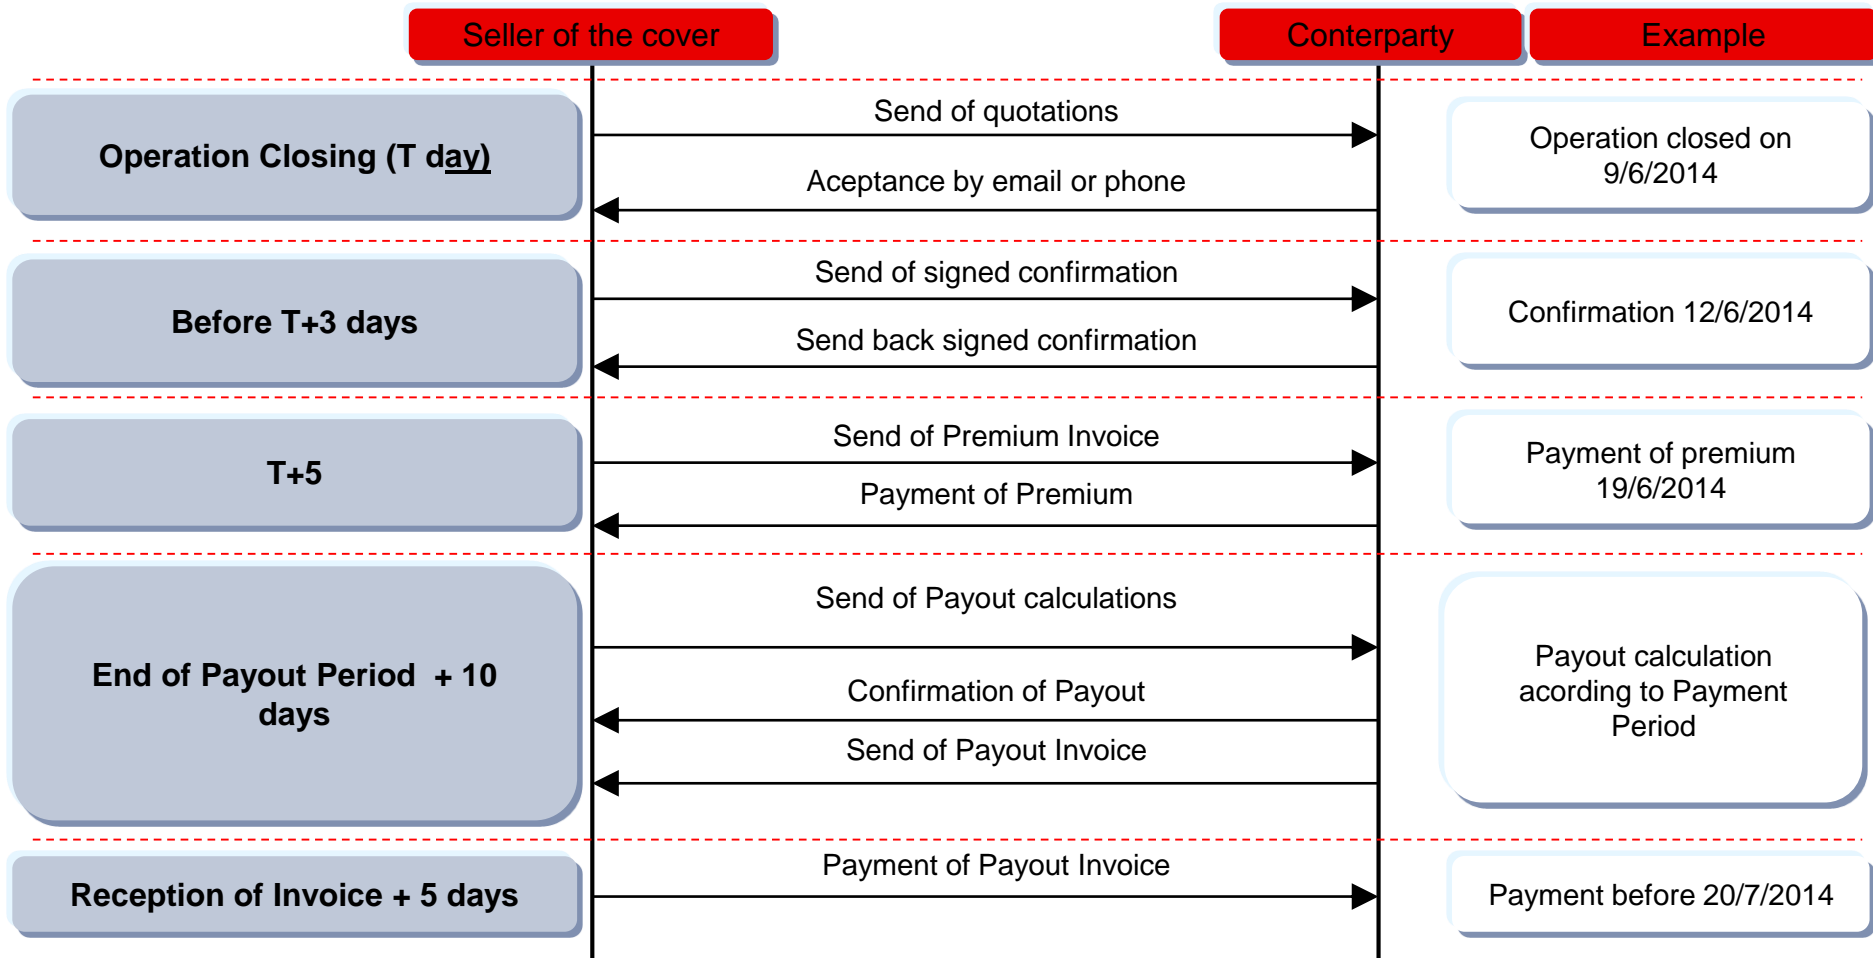 Seller of the cover
Conterparty
Example
Operation Closing (T day)
Send of quotations
Aceptance by email or phone
Operation closed on
9/6/2014
Before T+3 days
Send of signed confirmation
Send back signed confirmation
Confirmation 12/6/2014
T+5
Send of Premium Invoice
Payment of Premium
Payment of premium
19/6/2014
End of Payout Period + 10
days
Send of Payout calculations
Confirmation of Payout
Send of Payout Invoice
Payout calculation
acording to Payment
Period
Reception of Invoice + 5 days
Payment of Payout Invoice
Payment before 20/7/2014